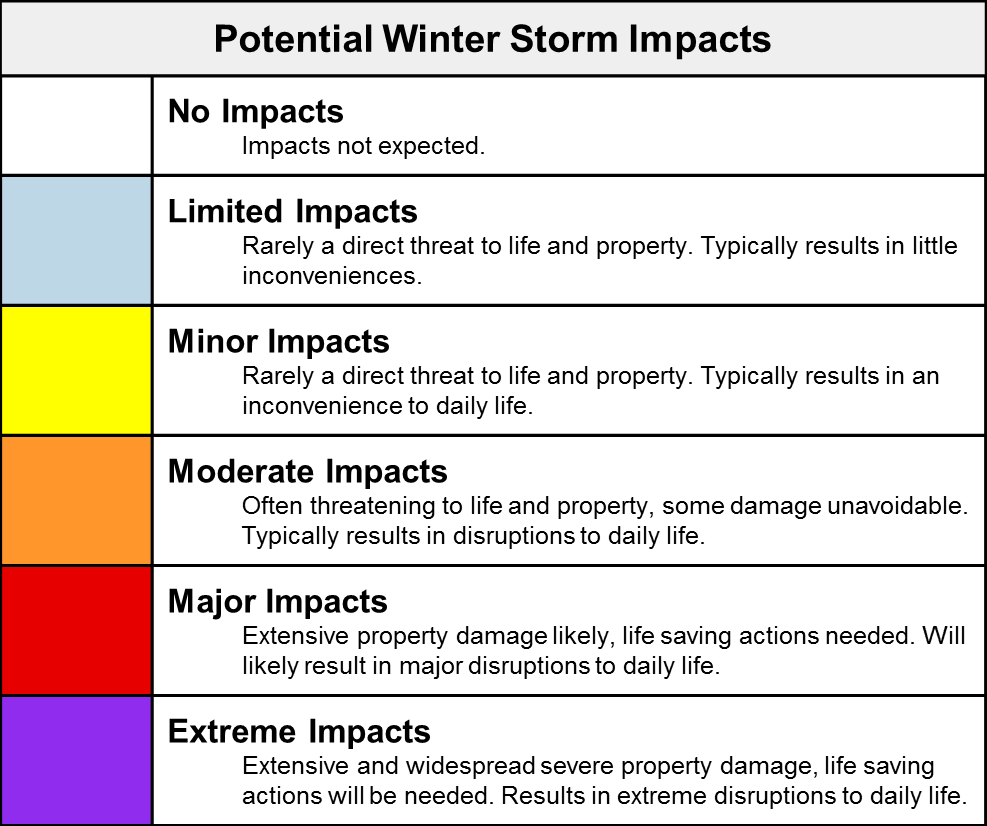 Potential Winter Storm Impacts
No Impacts
Impacts not expected.
Limited Impacts
Rarely a direct threat to life and property. Typically results in little
inconveniences.
Minor Impacts
Rarely a direct threat to life and property. Typically results in an
inconvenience to daily life.
Moderate Impacts
Often threatening to life and property, some damage unavoidable.
Typically results in disruptions to daily life.
Major Impacts
Extensive property damage likely, life saving actions needed. Will
likely result in major disruptions to daily life.
Extreme Impacts
Extensive and widespread severe property damage, life saving
actions will be needed. Results in extreme disruptions to daily life.